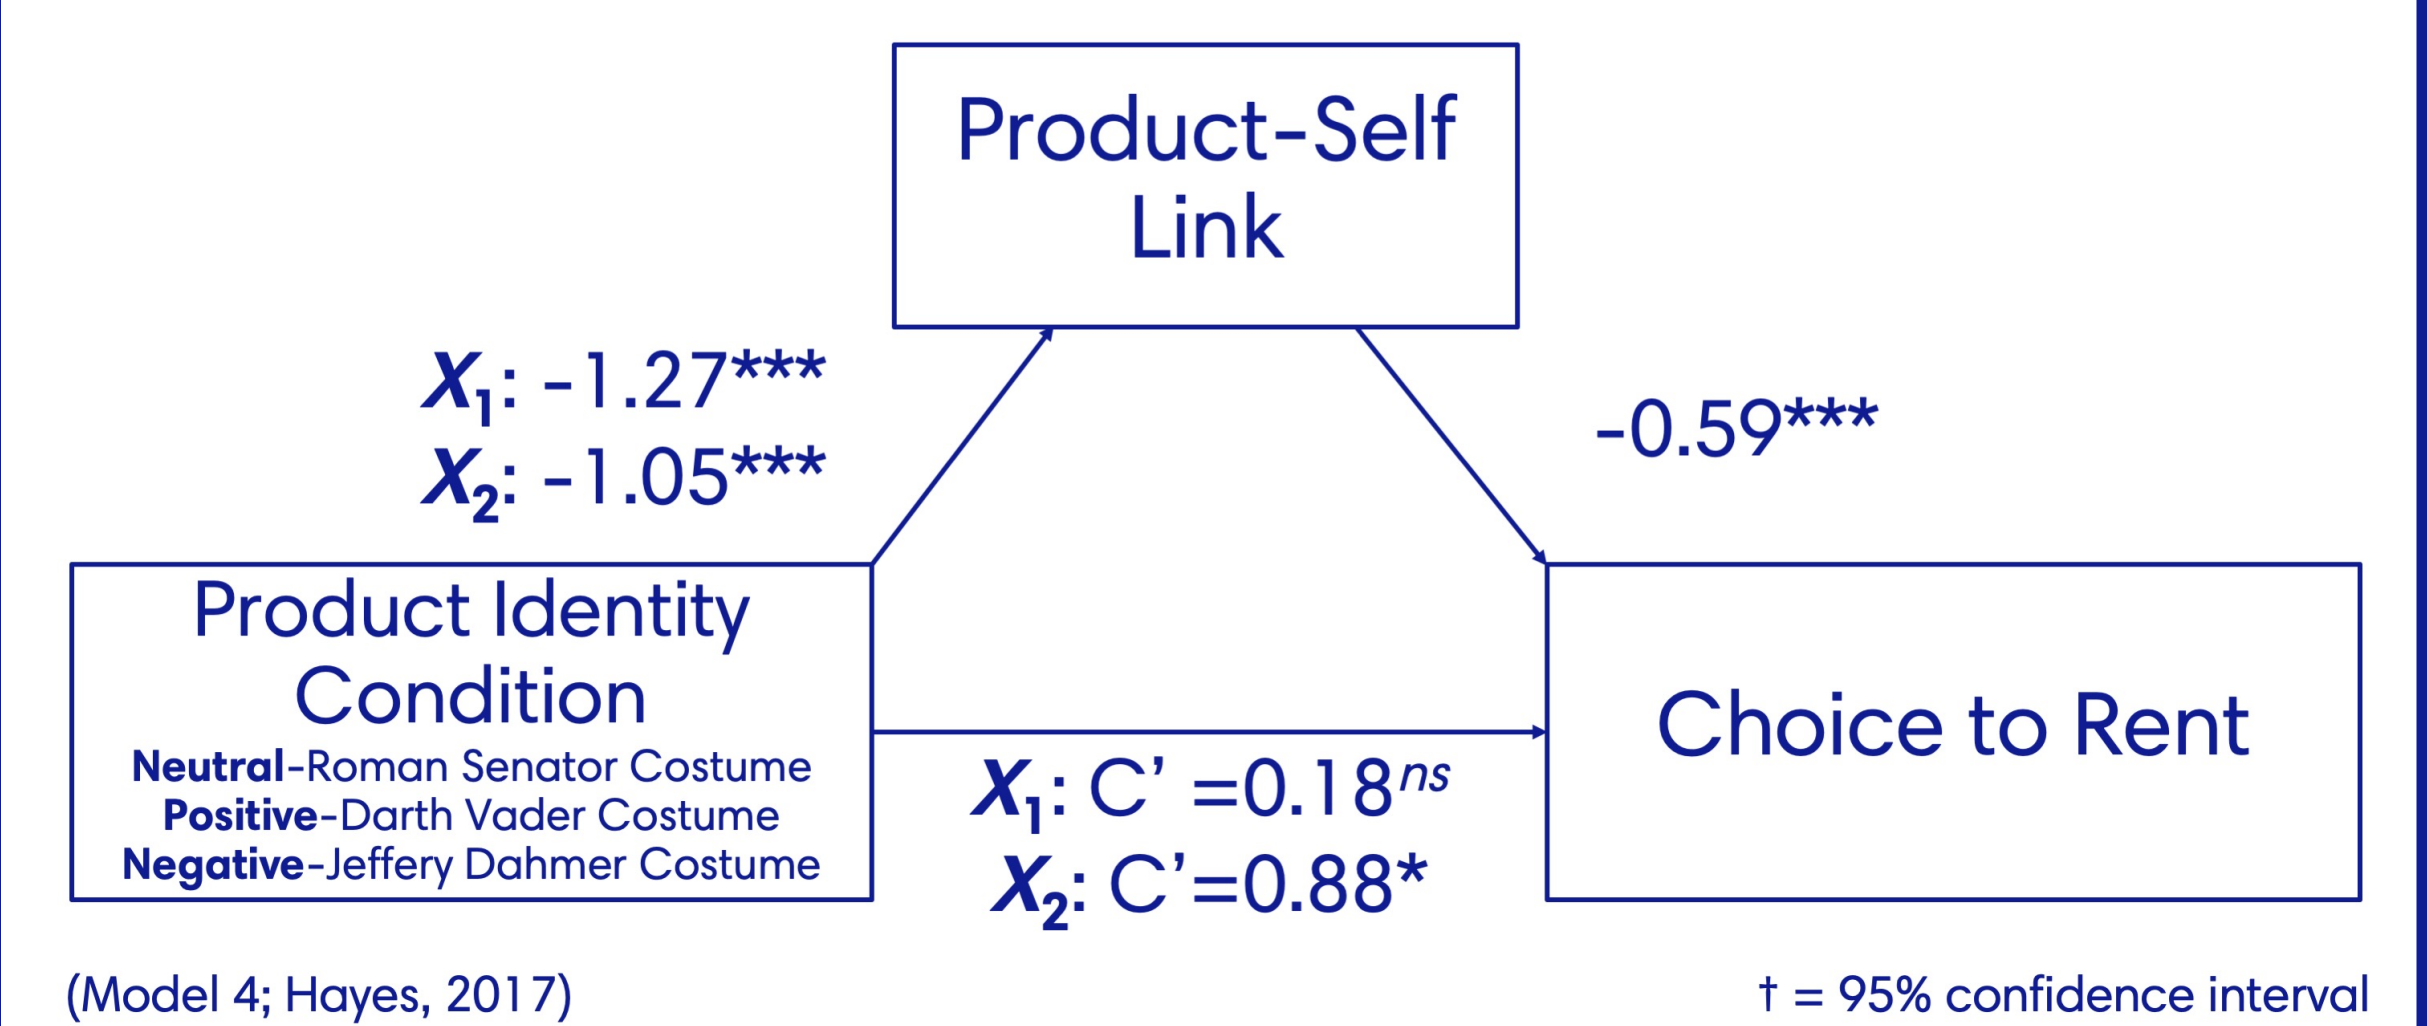 Product-Self
Link
X₁: -1.27***
X₂: -1.05***
-0.59***
Product Identity
Condition
Neutral-Roman Senator Costume
Positive-Darth Vader Costume
Negative-Jeffery Dahmer Costume
X₁: C’ =0.18ⁿˢ
X₂: C’=0.88*
Choice to Rent
(Model 4; Hayes, 2017)
† = 95% confidence interval